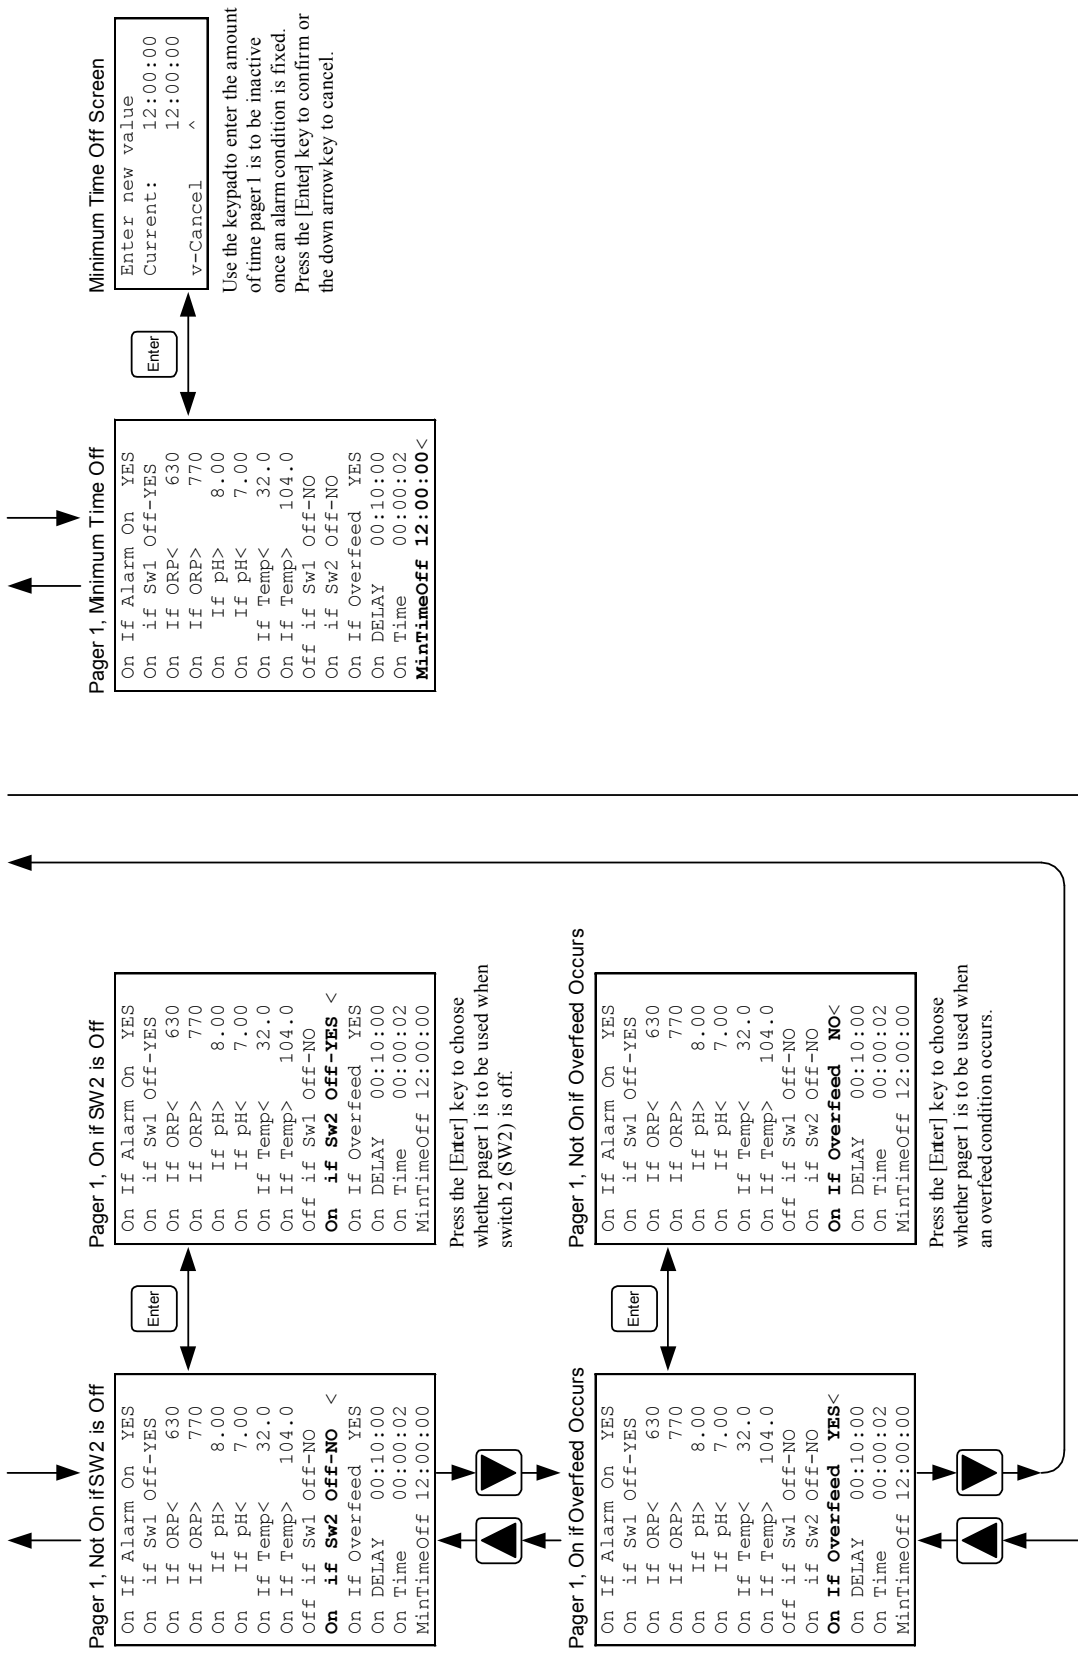 Pager 1, Not On if SW2 is Off
On If Alarm On  YES
On  if Sw1 Off-YES
On  If ORP<    630
On  If ORP>    770
On   If pH>   8.00
On   If pH<   7.00
On If Temp<   32.0
On If Temp>  104.0
Off if Sw1 Off-NO
On  if Sw2 Off-NO  <
On If Overfeed  YES
On DELAY   00:10:00
On Time    00:00:02
MinTimeOff 12:00:00
Enter
Pager 1, On if SW2 is Off
On If Alarm On  YES
On  if Sw1 Off-YES
On  If ORP<    630
On  If ORP>    770
On   If pH>   8.00
On   If pH<   7.00
On If Temp<   32.0
On If Temp>  104.0
Off if Sw1 Off-NO
On  if Sw2 Off-YES <
On If Overfeed  YES
On DELAY   00:10:00
On Time    00:00:02
MinTimeOff 12:00:00
Press the [Enter] key to choose
whether pager 1 is to be used when
switch 2 (SW2) is off.
Pager 1, On if Overfeed Occurs
On If Alarm On  YES
On  if Sw1 Off-YES
On  If ORP<    630
On  If ORP>    770
On   If pH>   8.00
On   If pH<   7.00
On If Temp<   32.0
On If Temp>  104.0
Off if Sw1 Off-NO
On  if Sw2 Off-NO
On If Overfeed  YES<
On DELAY   00:10:00
On Time    00:00:02
MinTimeOff 12:00:00
Enter
Pager 1, Not On if Overfeed Occurs
On If Alarm On  YES
On  if Sw1 Off-YES
On  If ORP<    630
On  If ORP>    770
On   If pH>   8.00
On   If pH<   7.00
On If Temp<   32.0
On If Temp>  104.0
Off if Sw1 Off-NO
On  if Sw2 Off-NO
On If Overfeed  NO<
On DELAY   00:10:00
On Time    00:00:02
MinTimeOff 12:00:00
Press the [Enter] key to choose
whether pager 1 is to be used when
an overfeed condition occurs.
Pager 1, Minimum Time Off
On If Alarm On  YES
On  if Sw1 Off-YES
On  If ORP<    630
On  If ORP>    770
On   If pH>   8.00
On   If pH<   7.00
On If Temp<   32.0
On If Temp>  104.0
Off if Sw1 Off-NO
On  if Sw2 Off-NO
On If Overfeed  YES
On DELAY   00:10:00
On Time    00:00:02
MinTimeOff 12:00:00<
Enter
Minimum Time Off Screen
Enter new value
Current:   12:00:00
12:00:00
v-Cancel   ^
Use the keypad to enter the amount
of time pager 1 is to be inactive
once an alarm condition is fixed.
Press the [Enter] key to confirm or
the down arrow key to cancel.